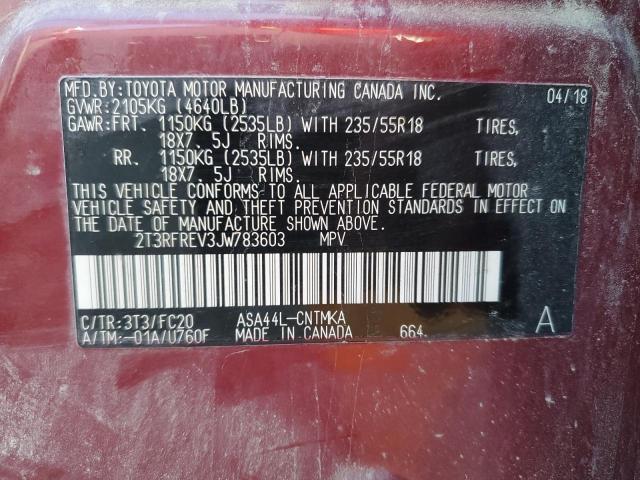 MFD.BY:TOYOTA MOTOR MANUFACTURING CANADA INC. 04/18
GVWR:2105KG (4640LB)
GAWR:FRT. 1150KG (2535LB) WITH 235/55R18 TIRES,
18X7.5J RIMS.
RR. 1150KG (2535LB) WITH 235/55R18 TIRES,
18X7.5J RIMS.
THIS VEHICLE CONFORMS TO ALL APPLICABLE FEDERAL MOTOR
VEHICLE SAFETY AND THEFT PREVENTION STANDARDS IN EFFECT ON
THE DATE OF MANUFACTURE SHOWN ABOVE.
2T3RFREV3JW783603 MPV
C/TR:3T3/FC20 ASA44L-CNTMKA A
A/TM:-01A/U760F MADE IN CANADA 664.